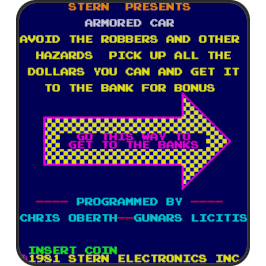 STERN PRESENTS
ARMORED CAR
AVOID THE ROBBERS AND OTHER
HAZARDS PICK UP ALL THE
DOLLARS YOU CAN AND GET IT
TO THE BANK FOR BONUS
GO THIS WAY TO
GET TO THE BANKS
---- PROGRAMMED BY ----
CHRIS OBERTH--GUNARS LICITIS
INSERT COIN
©1981 STERN ELECTRONICS INC